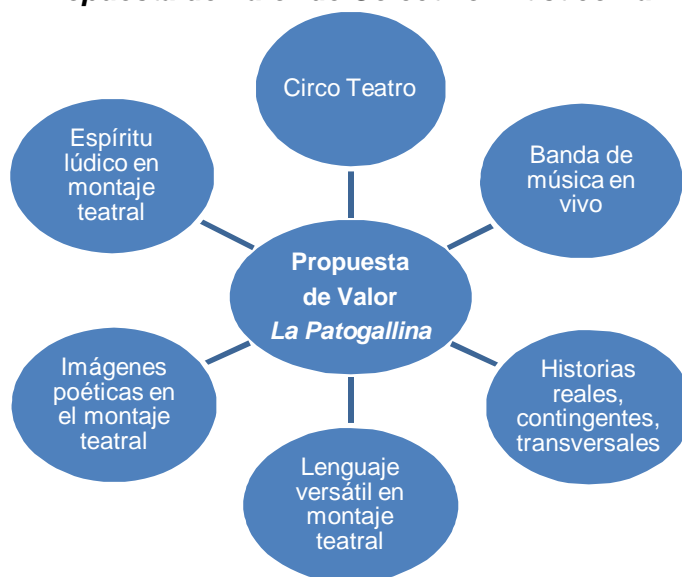 Circo Teatro
Espíritu
lúdico en
montaje
teatral
Banda de
música en
vivo
Propuesta
de Valor
La Patogallina
Imágenes
poéticas en
el montaje
teatral
Historias
reales,
contingentes,
transversales
Lenguaje
versátil en
montaje
teatral